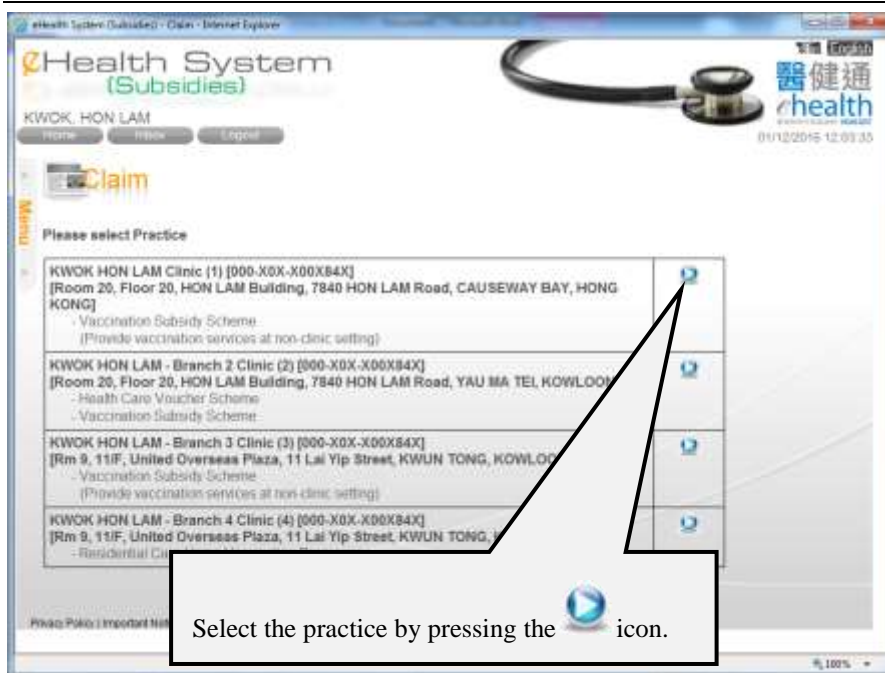 eHealth System (Subsidies) - Claim - Internet Explorer
eHealth System
(Subsidies)
繁體 English
醫健通
ehealth
KWOK, HON LAM
Home Inbox Logout
01/12/2016 12:03:33
Claim
Menu
Please select Practice
KWOK HON LAM Clinic (1) [000-X0X-X00X84X]
[Room 20, Floor 20, HON LAM Building, 7840 HON LAM Road, CAUSEWAY BAY, HONG
KONG]
- Vaccination Subsidy Scheme
(Provide vaccination services at non-clinic setting)
KWOK HON LAM - Branch 2 Clinic (2) [000-X0X-X00X84X]
[Room 20, Floor 20, HON LAM Building, 7840 HON LAM Road, YAU MA TEI, KOWLOON
- Health Care Voucher Scheme
- Vaccination Subsidy Scheme
KWOK HON LAM - Branch 3 Clinic (3) [000-X0X-X00X84X]
[Rm 9, 11/F, United Overseas Plaza, 11 Lai Yip Street, KWUN TONG, KOWLOO
- Vaccination Subsidy Scheme
(Provide vaccination services at non-clinic setting)
KWOK HON LAM - Branch 4 Clinic (4) [000-X0X-X00X84X]
[Rm 9, 11/F, United Overseas Plaza, 11 Lai Yip Street, KWUN TONG,
- Residential
Select the practice by pressing the icon.
Privacy Policy | Important
100%